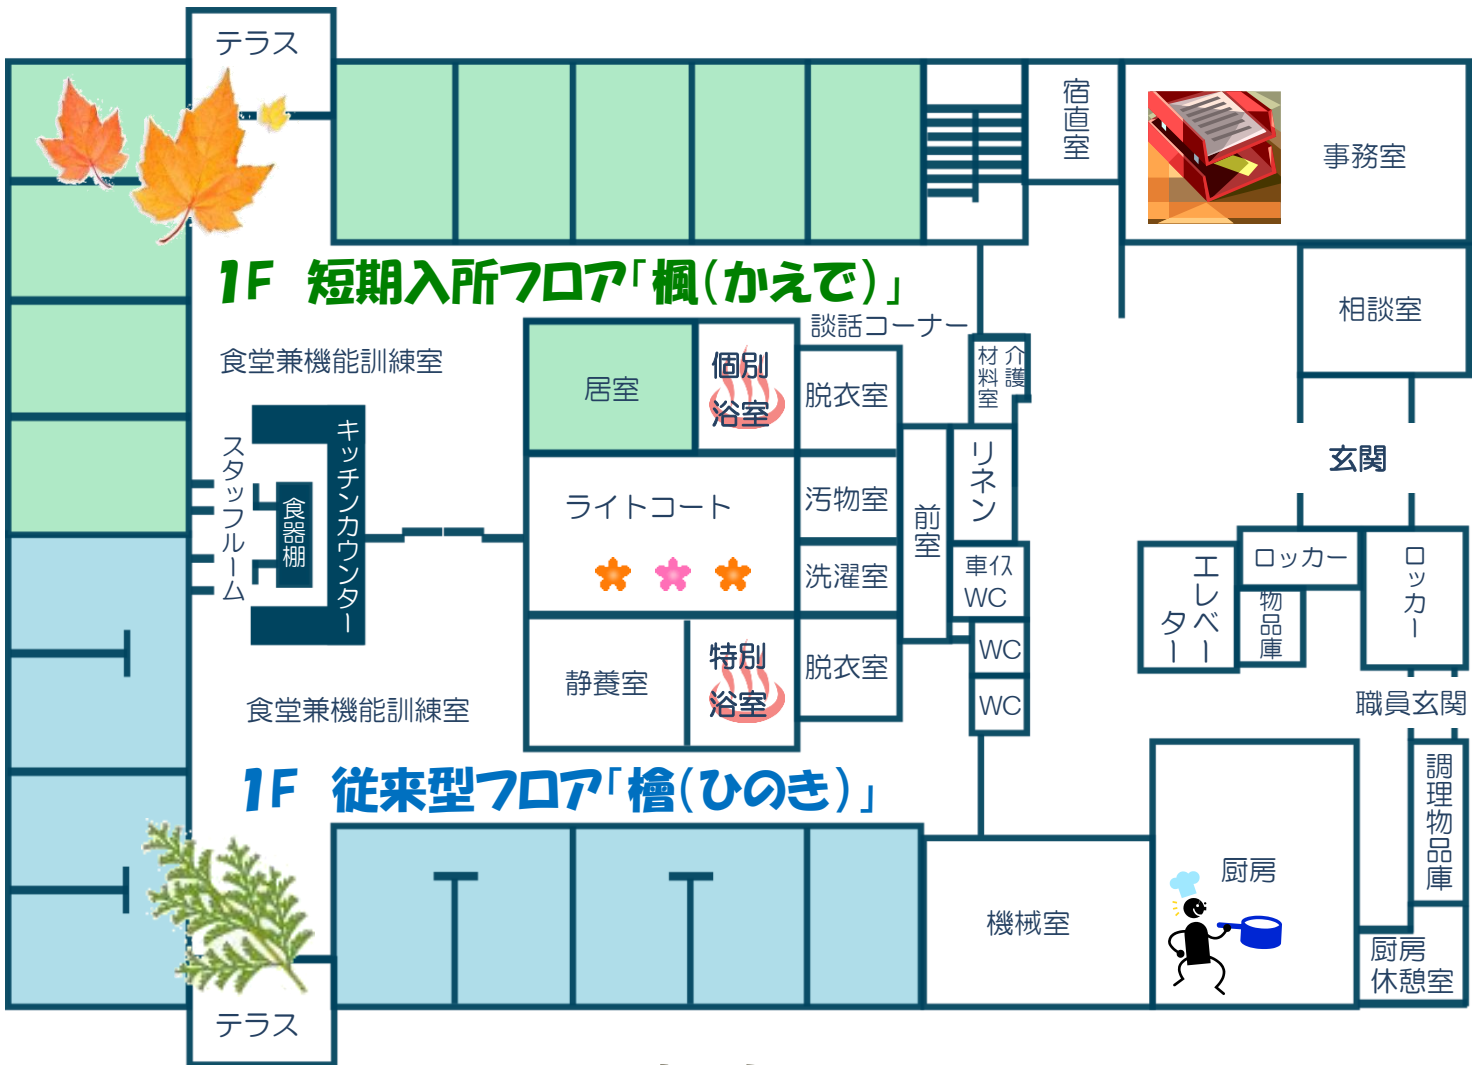 テラス
宿直室
事務室
1F 短期入所フロア「楓（かえで）」
相談室
談話コーナー
食堂兼機能訓練室
居室
個別
浴室
脱衣室
介護
材料室
キッチンカウンター
スタッフルーム
食器棚
ライトコート
汚物室
前室
リネン
玄関
洗濯室
車イス
WC
エレベー
ター
ロッカー
物品庫
ロッカー
静養室
特別
浴室
脱衣室
WC
WC
食堂兼機能訓練室
職員玄関
1F 従来型フロア「檜（ひのき）」
調理物品庫
厨房
機械室
厨房
休憩室
テラス